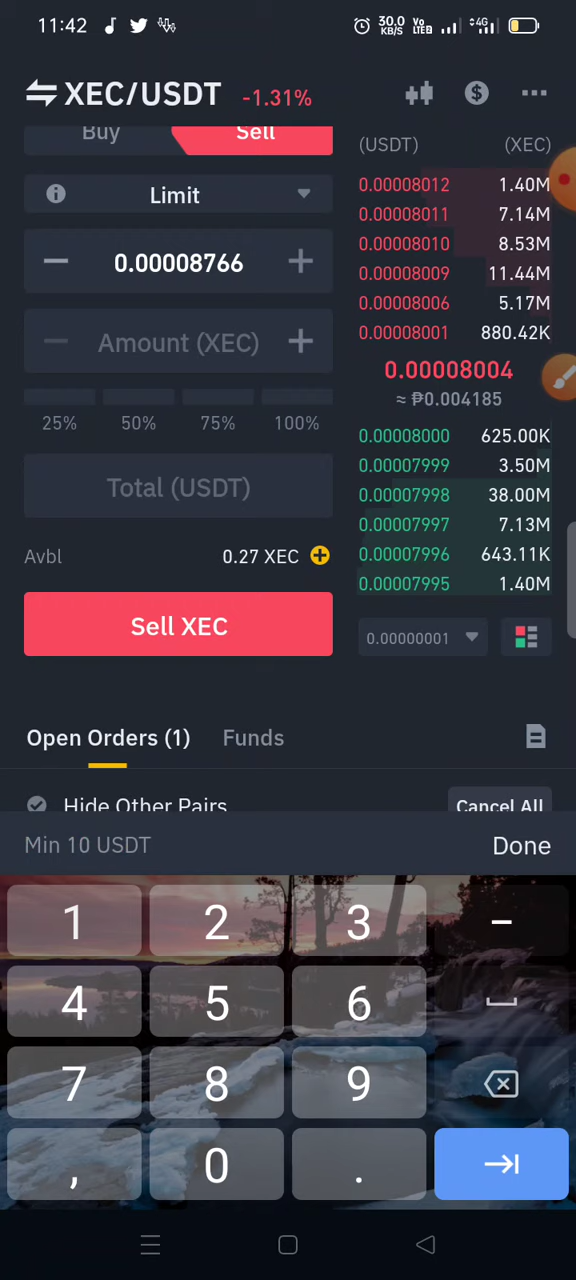 11:42 30.0 KB/S Vo LTE2 4G
XEC/USDT -1.31%
Buy Sell
(USDT) (XEC)
Limit
0.00008766
Amount (XEC)
25% 50% 75% 100%
Total (USDT)
Avbl 0.27 XEC
Sell XEC
0.00008012 1.40M
0.00008011 7.14M
0.00008010 8.53M
0.00008009 11.44M
0.00008006 5.17M
0.00008001 880.42K
0.00008004
≈ ₱0.004185
0.00008000 625.00K
0.00007999 3.50M
0.00007998 38.00M
0.00007997 7.13M
0.00007996 643.11K
0.00007995 1.40M
0.00000001
Open Orders (1) Funds
Hide Other Pairs Cancel All
Min 10 USDT Done
1 2 3 –
4 5 6
7 8 9
, 0 .